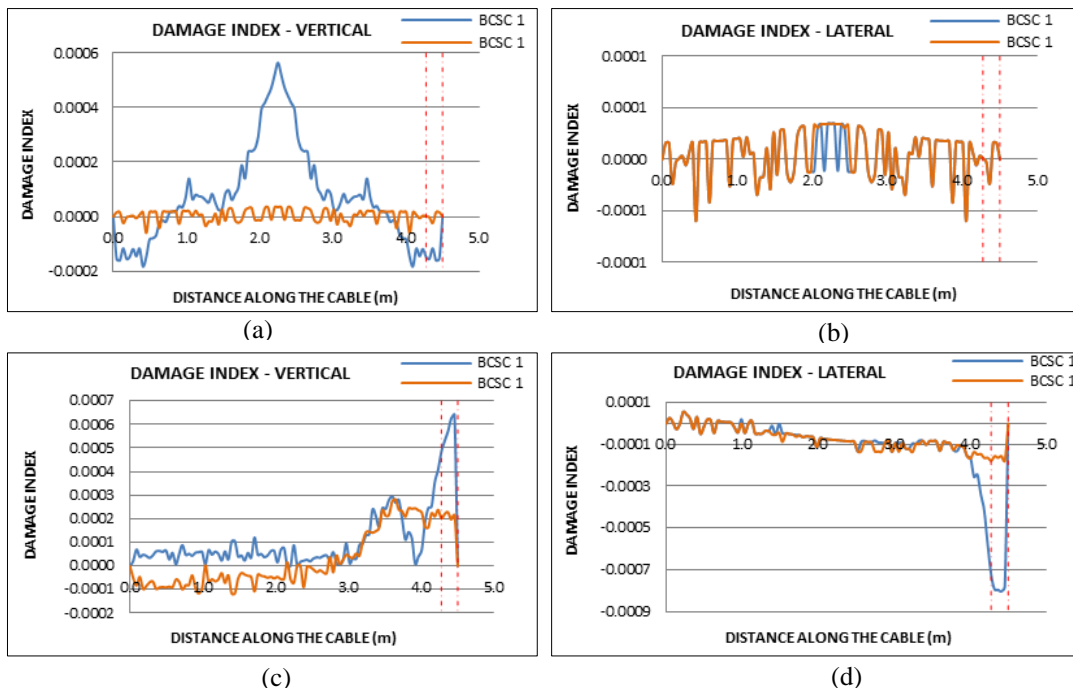 DAMAGE INDEX - VERTICAL
BCSC 1
BCSC 1
DAMAGE INDEX
0.0006
0.0004
0.0002
0.0000
-0.0002
0.0 1.0 2.0 3.0 4.0 5.0
DISTANCE ALONG THE CABLE (m)
(a)
DAMAGE INDEX - LATERAL
BCSC 1
BCSC 1
DAMAGE INDEX
0.0001
0.0001
0.0000
-0.0001
-0.0001
0.0 1.0 2.0 3.0 4.0 5.0
DISTANCE ALONG THE CABLE (m)
(b)
DAMAGE INDEX - VERTICAL
BCSC 1
BCSC 1
DAMAGE INDEX
0.0007
0.0006
0.0005
0.0003
0.0002
0.0000
-0.0001
-0.0002
0.0 1.0 2.0 3.0 4.0 5.0
DISTANCE ALONG THE CABLE (m)
(c)
DAMAGE INDEX - LATERAL
BCSC 1
BCSC 1
DAMAGE INDEX
0.0001
-0.0001
-0.0003
-0.0005
-0.0007
-0.0009
0.0 1.0 2.0 3.0 4.0 5.0
DISTANCE ALONG THE CABLE (m)
(d)